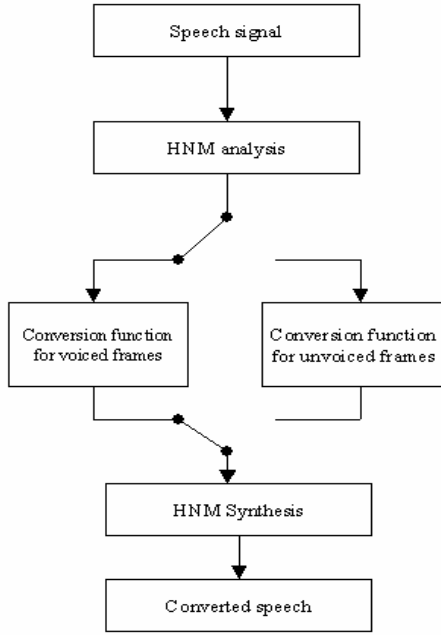 Speech signal
HNM analysis
Conversion function
for voiced frames
Conversion function
for unvoiced frames
HNM Synthesis
Converted speech